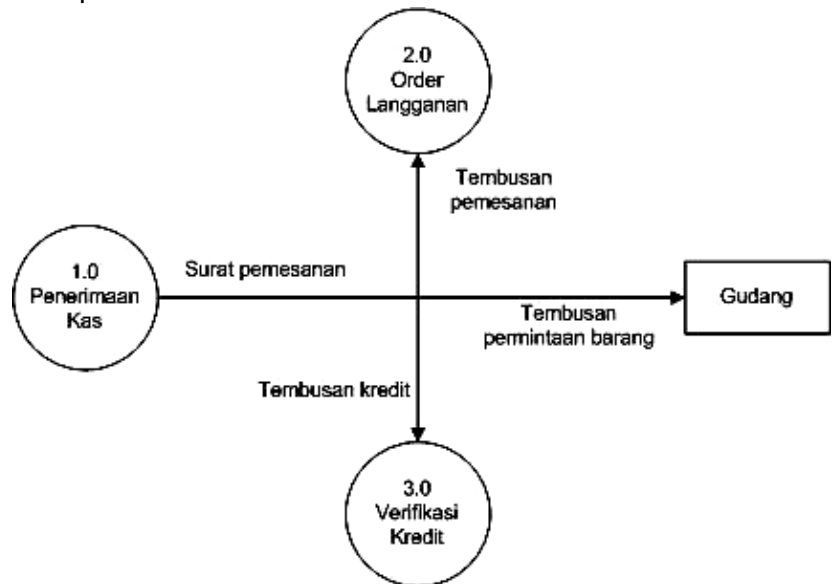 2.0
Order
Langganan
Tembusan
pemesanan
1.0
Penerimaan
Kas
Surat pemesanan
Gudang
Tembusan
permintaan barang
Tembusan kredit
3.0
Verifikasi
Kredit